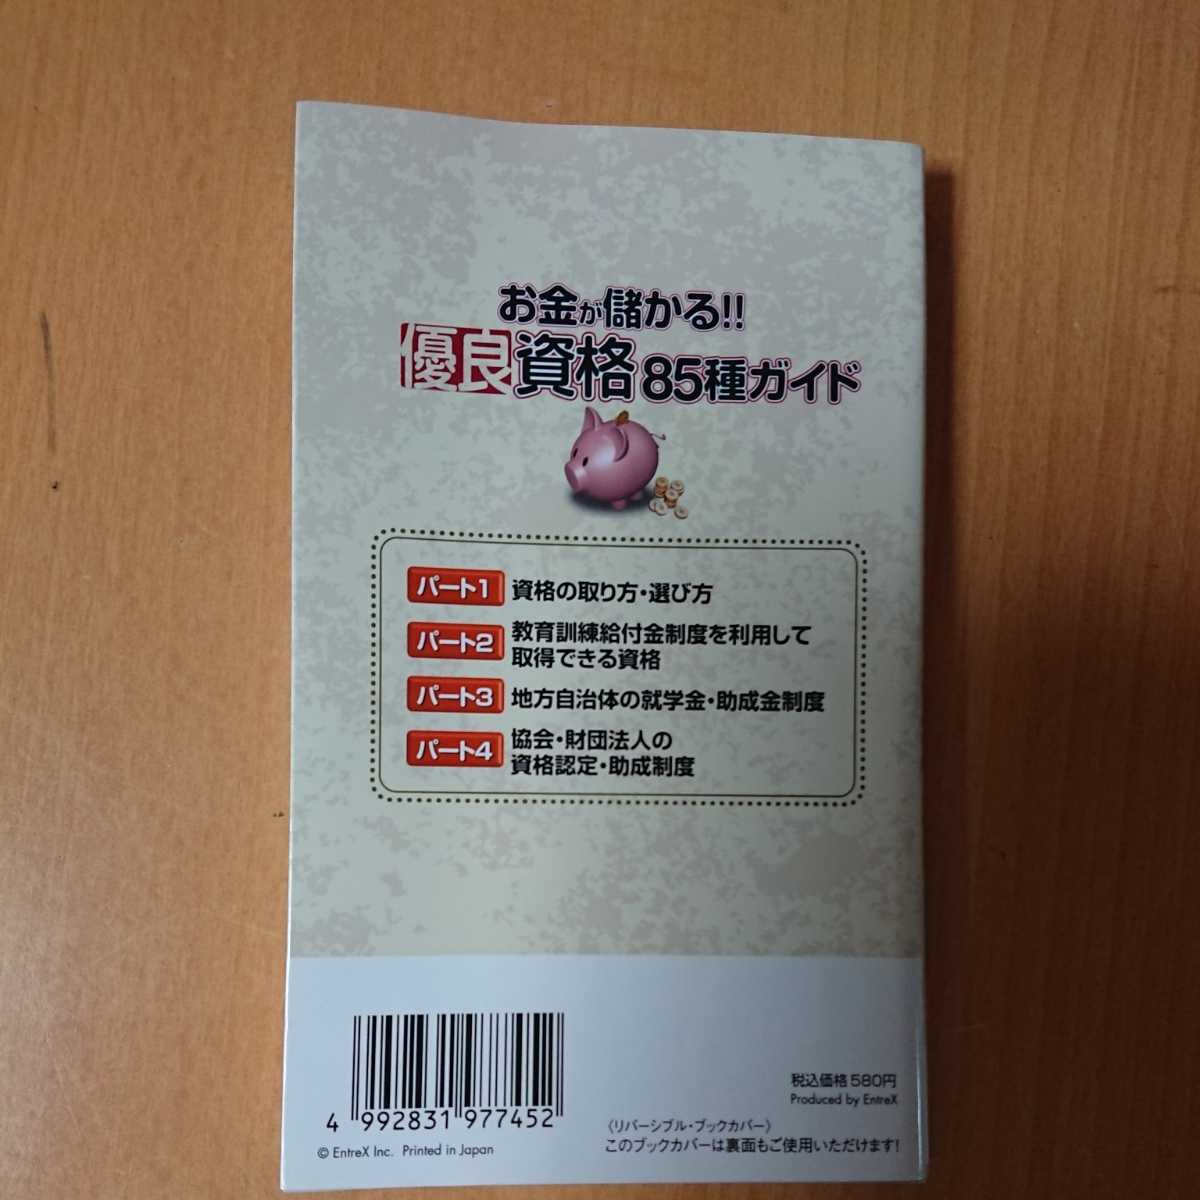 お金が儲かる!!
優良資格85種ガイド
パート1 資格の取り方・選び方
パート2 教育訓練給付金制度を利用して
取得できる資格
パート3 地方自治体の就学金・助成金制度
パート4 協会・財団法人の
資格認定・助成制度
4 992831 977452
© EntreX Inc. Printed in Japan
税込価格580円
Produced by EntreX
〈リバーシブル・ブックカバー〉
このブックカバーは裏面もご使用いただけます!